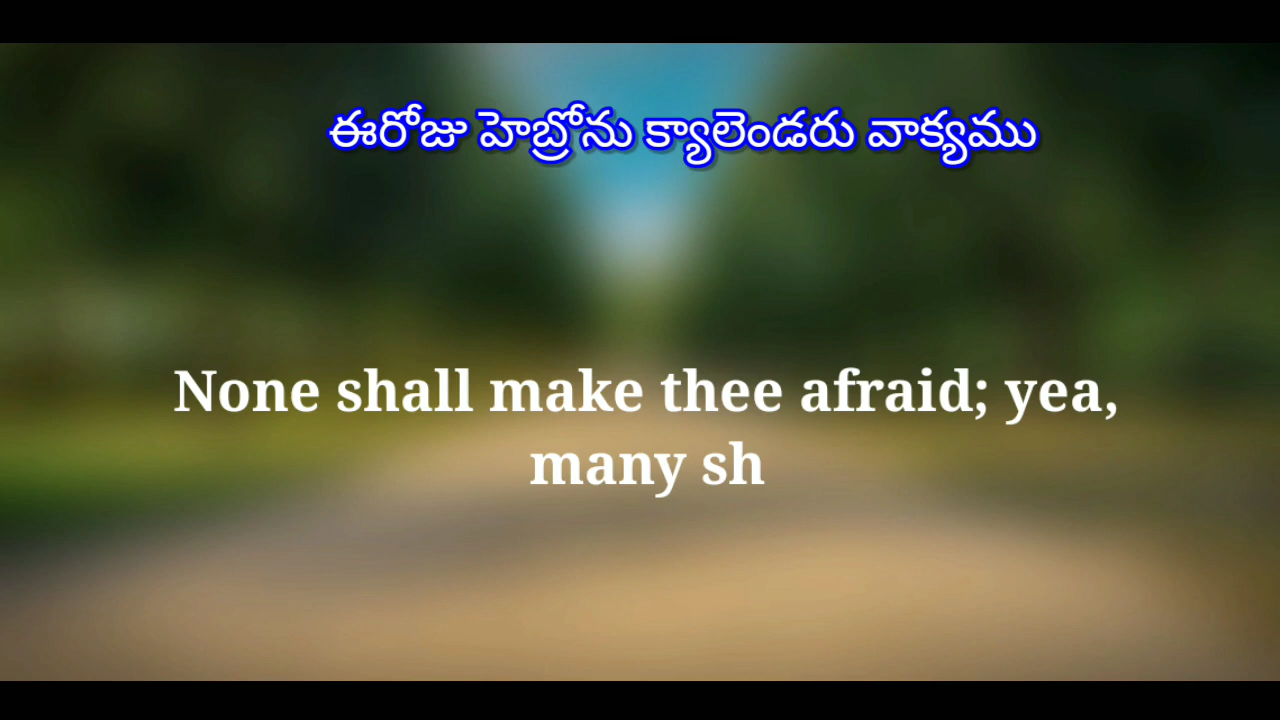 ఈరోజు హెబ్రోను క్యాలెండరు వాక్యము
None shall make thee afraid; yea,
many sh